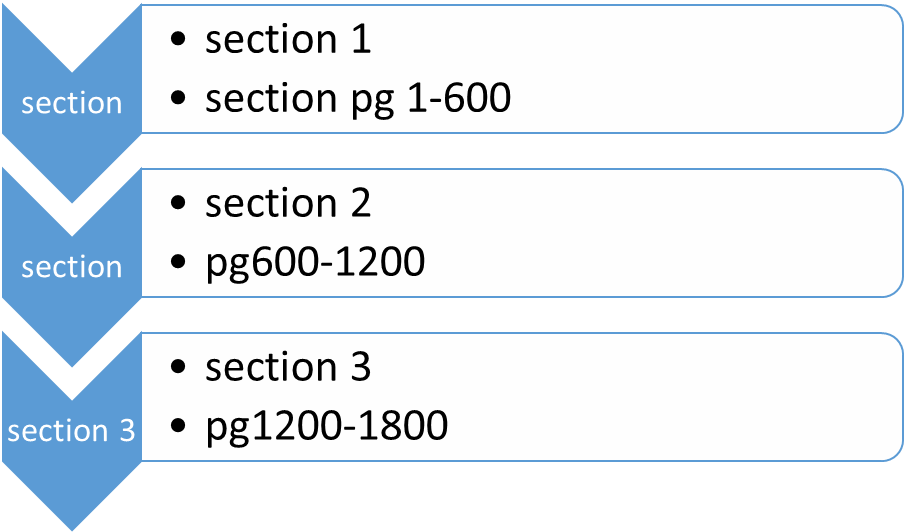 section
• section 1
• section pg 1-600
section
• section 2
• pg600-1200
section 3
• section 3
• pg1200-1800